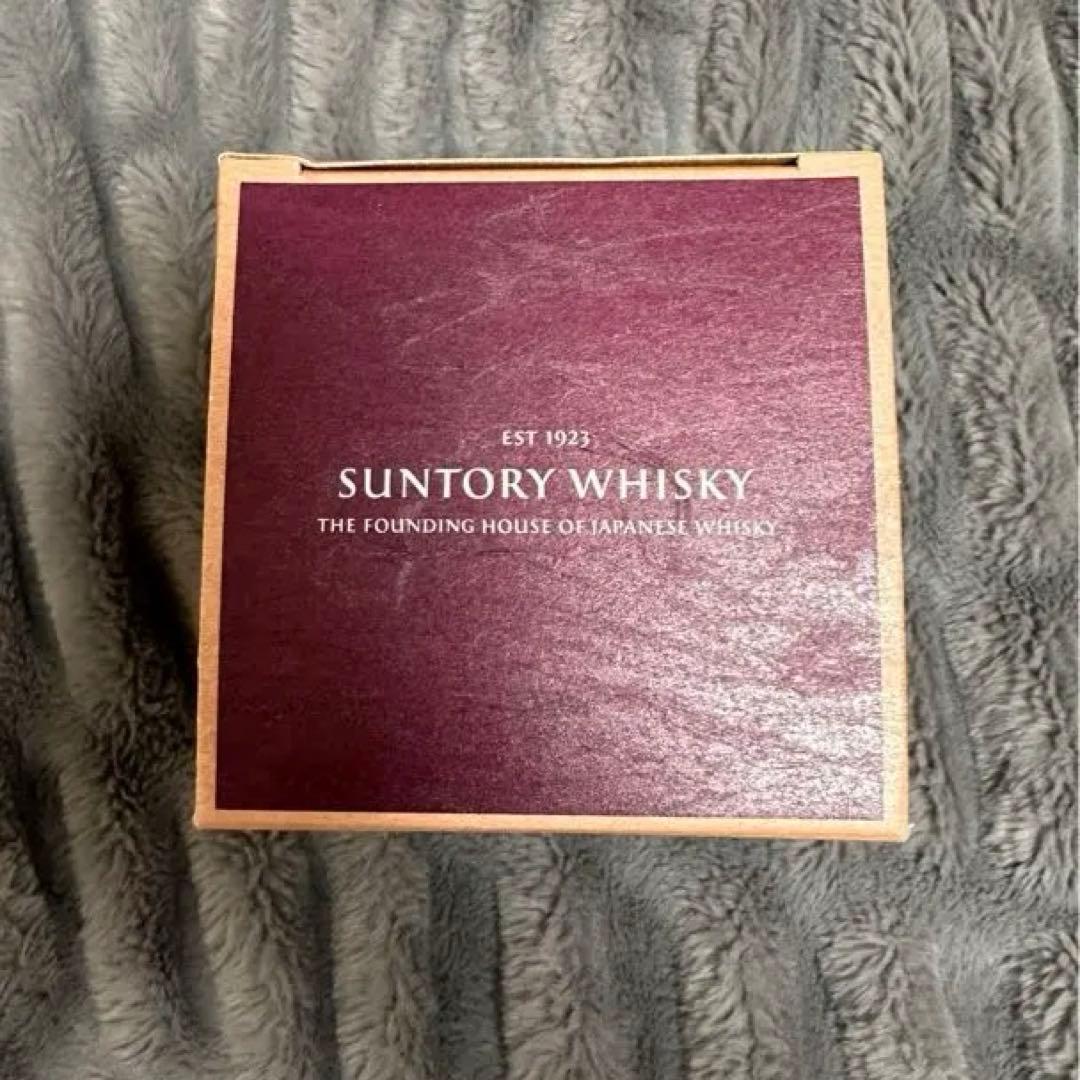 EST 1923
SUNTORY WHISKY
THE FOUNDING HOUSE OF JAPANESE WHISKY